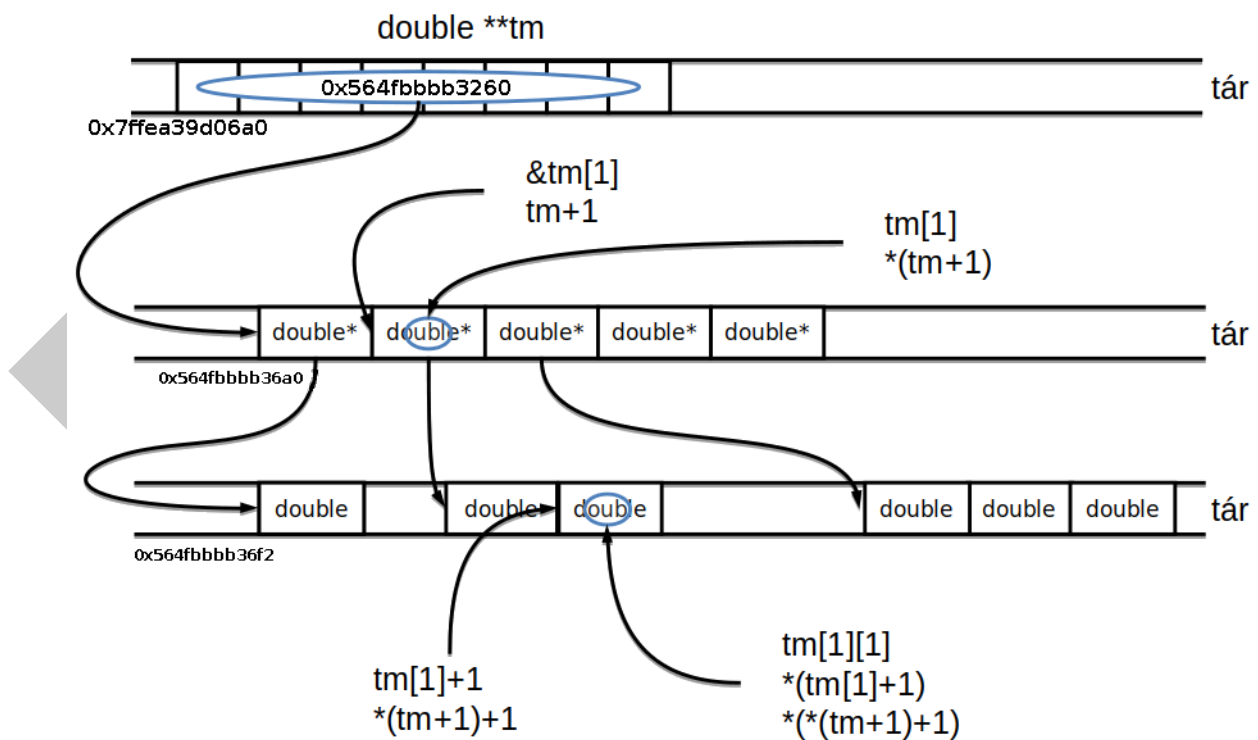 double **tm
0x564fbbbb3260
tár
0x7ffea39d06a0
&tm[1]
tm+1
tm[1]
*(tm+1)
double* double* double* double* double*
tár
0x564fbbbb36a0
double double double double double double
tár
0x564fbbbb36f2
tm[1]+1
*(tm+1)+1
tm[1][1]
*(tm[1]+1)
*(*(tm+1)+1)